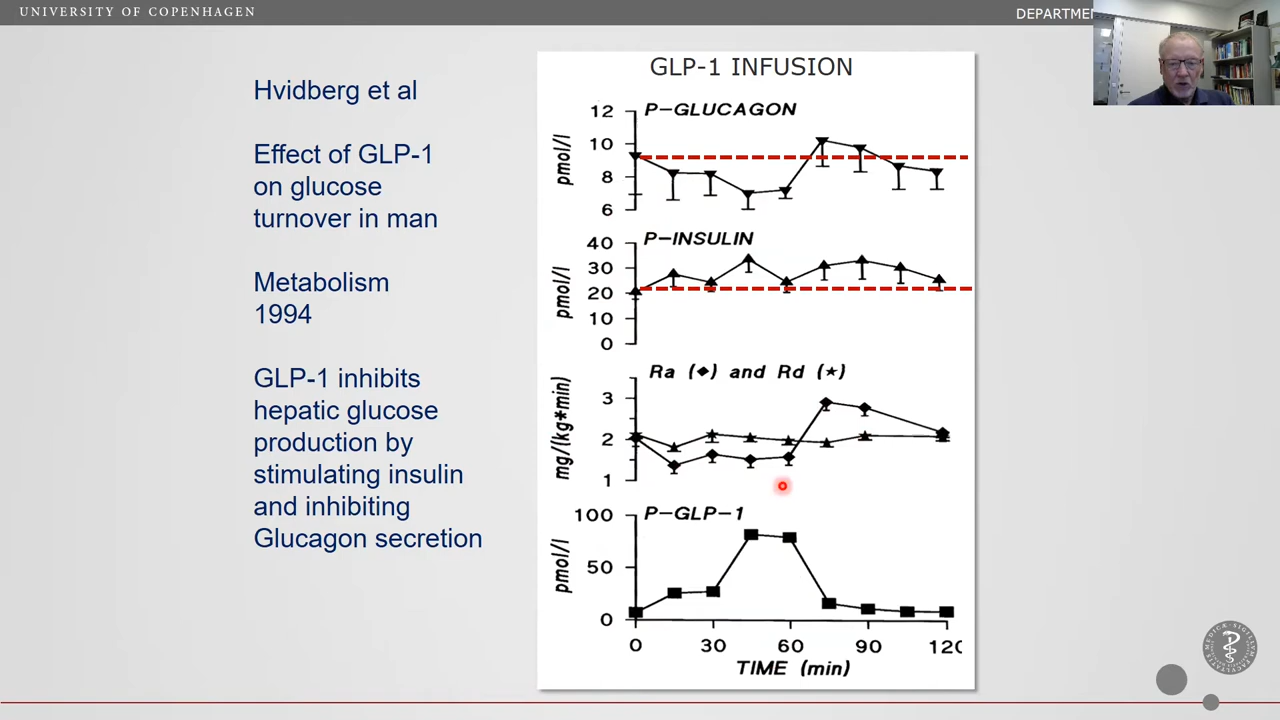 UNIVERSITY OF COPENHAGEN
Hvidberg et al
Effect of GLP-1
on glucose
turnover in man
Metabolism
1994
GLP-1 inhibits
hepatic glucose
production by
stimulating insulin
and inhibiting
Glucagon secretion
GLP-1 INFUSION
P-GLUCAGON
pmol/l
12
10
8
6
P-INSULIN
pmol/l
40
30
20
10
0
Ra (◆) and Rd (★)
mg/(kg*min)
3
2
1
P-GLP-1
pmol/l
100
50
0
0 30 60 90
TIME (min)